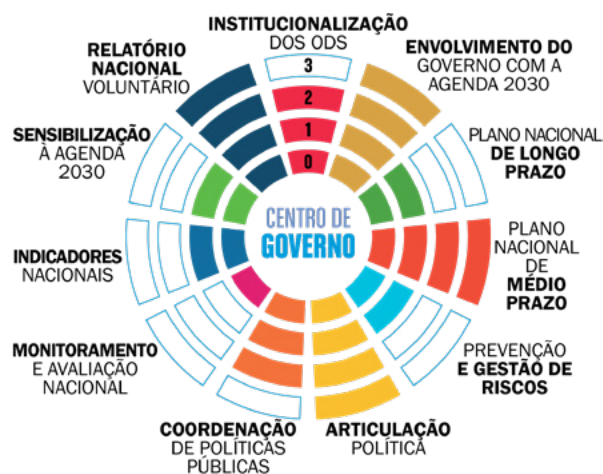 INSTITUCIONALIZAÇÃO
DOS ODS
ENVOLVIMENTO DO
GOVERNO COM A
AGENDA 2030
PLANO NACIONAL
DE LONGO
PRAZO
PLANO
NACIONAL
DE
MÉDIO
PRAZO
PREVENÇÃO
E GESTÃO DE
RISCOS
ARTICULAÇÃO
POLÍTICA
COORDENAÇÃO
DE POLÍTICAS
PÚBLICAS
MONITORAMENTO
E AVALIAÇÃO
NACIONAL
INDICADORES
NACIONAIS
SENSIBILIZAÇÃO
À AGENDA
2030
RELATÓRIO
NACIONAL
VOLUNTÁRIO
3
2
1
0
CENTRO DE
GOVERNO